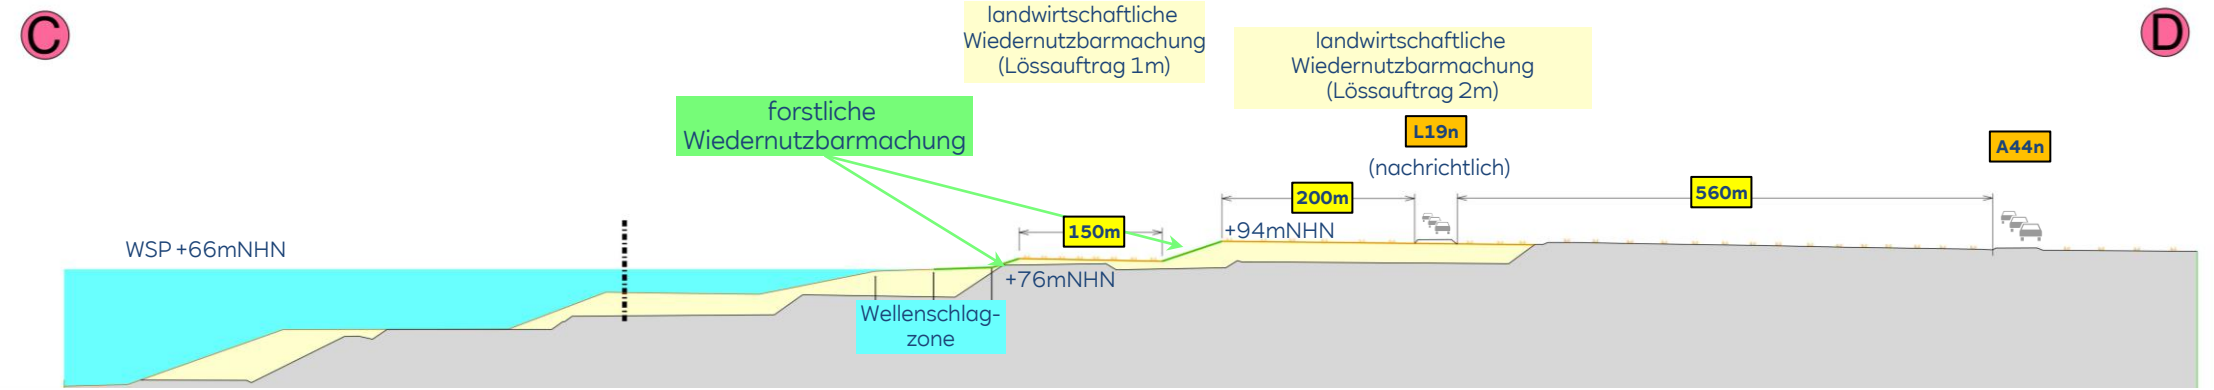 C
landwirtschaftliche
Wiedernutzbarmachung
(Lössauftrag 1m)
landwirtschaftliche
Wiedernutzbarmachung
(Lössauftrag 2m)
D
forstliche
Wiedernutzbarmachung
L19n
(nachrichtlich)
A44n
200m
560m
150m
+94mNHN
WSP +66mNHN
+76mNHN
Wellenschlag-
zone